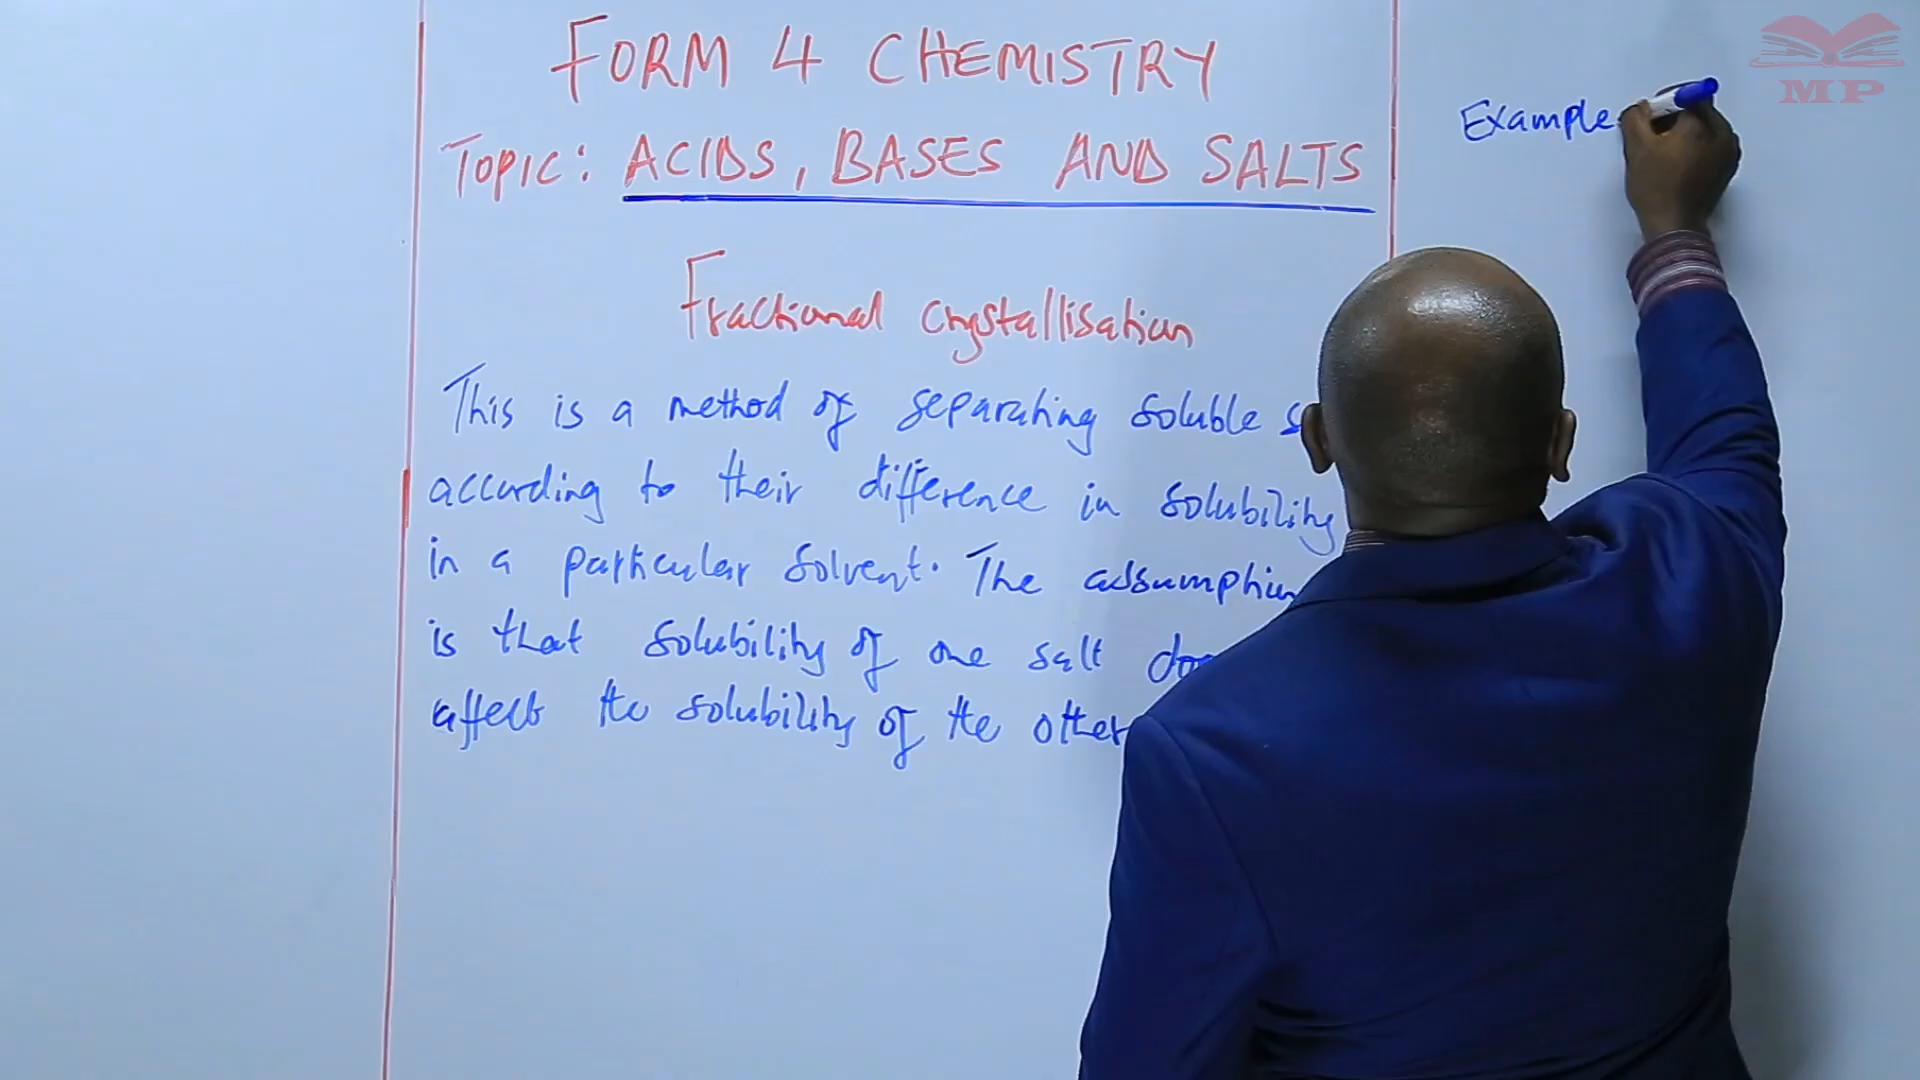 FORM 4 CHEMISTRY
TOPIC: ACIDS, BASES AND SALTS
Fractional crystallisation
This is a method of separating soluble
according to their difference in solubility
in a particular solvent. The assumption
is that solubility of one salt
affect the solubility of the other
Example
MP